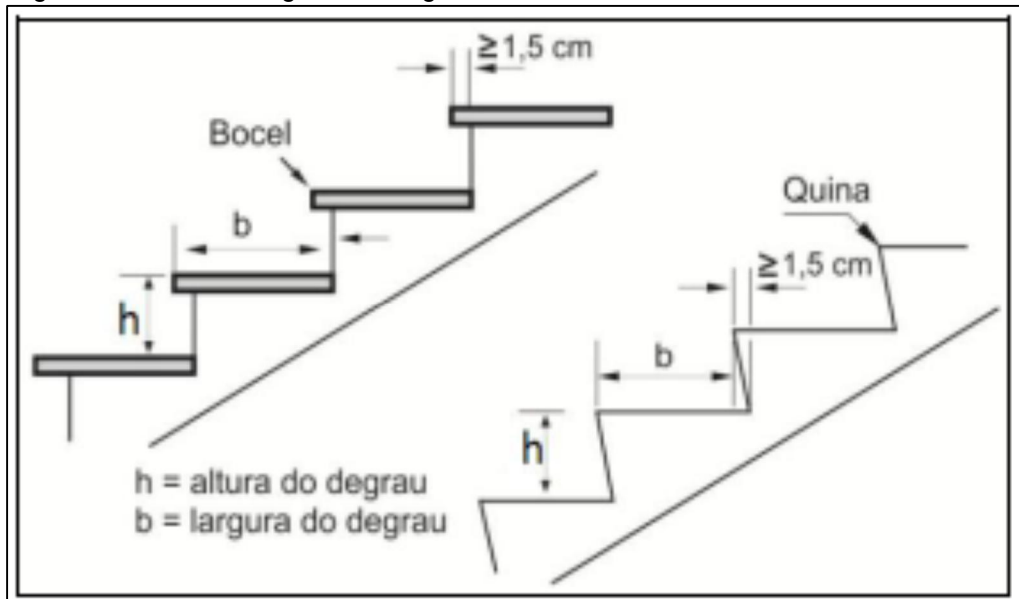 ≥ 1,5 cm
Bocel
b
h
Quina
≥ 1,5 cm
b
h
h = altura do degrau
b = largura do degrau